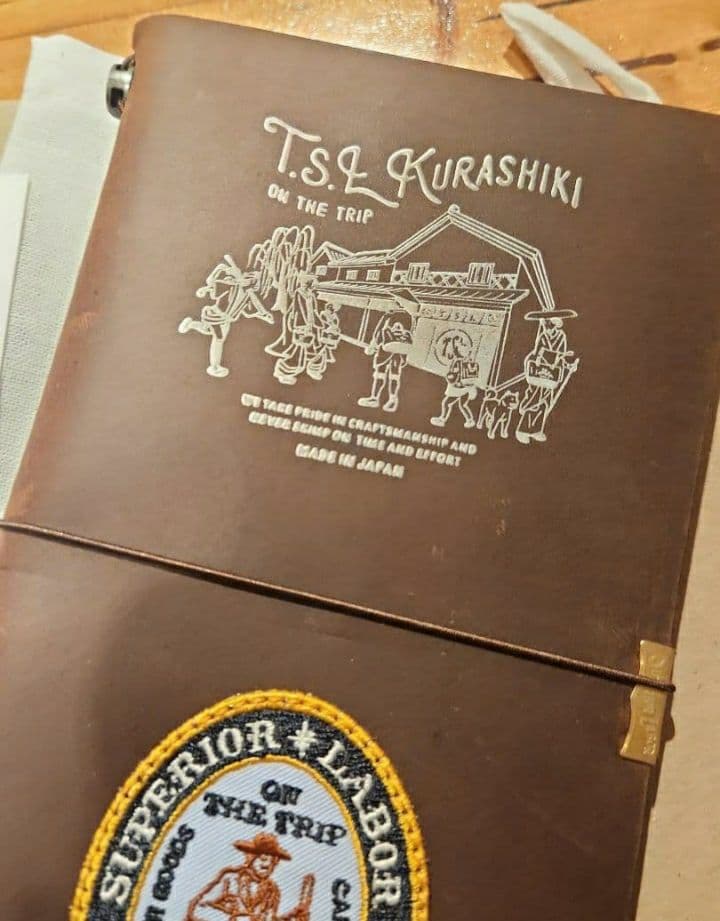 T.S.L KURASHIKI
ON THE TRIP
WE TAKE PRIDE IN CRAFTSMANSHIP AND
NEVER SKIMP ON TIME AND EFFORT
MADE IN JAPAN
SUPERIOR LABOR
ON
THE TRIP
GOODS